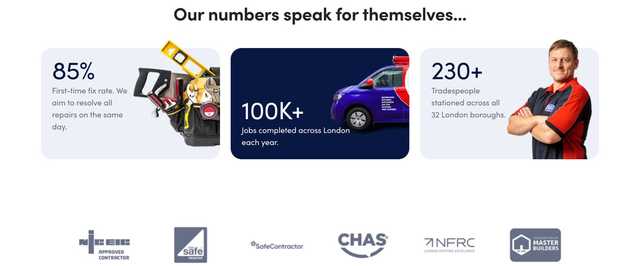 Our numbers speak for themselves...
85%
First-time fix rate. We
aim to resolve all
repairs on the same
day.
100K+
Jobs completed across London
each year.
230+
Tradespeople
stationed across all
32 London boroughs.
NICEIC
APPROVED
CONTRACTOR
safe
SafeContractor
CHAS
NFRC
MASTER
BUILDERS